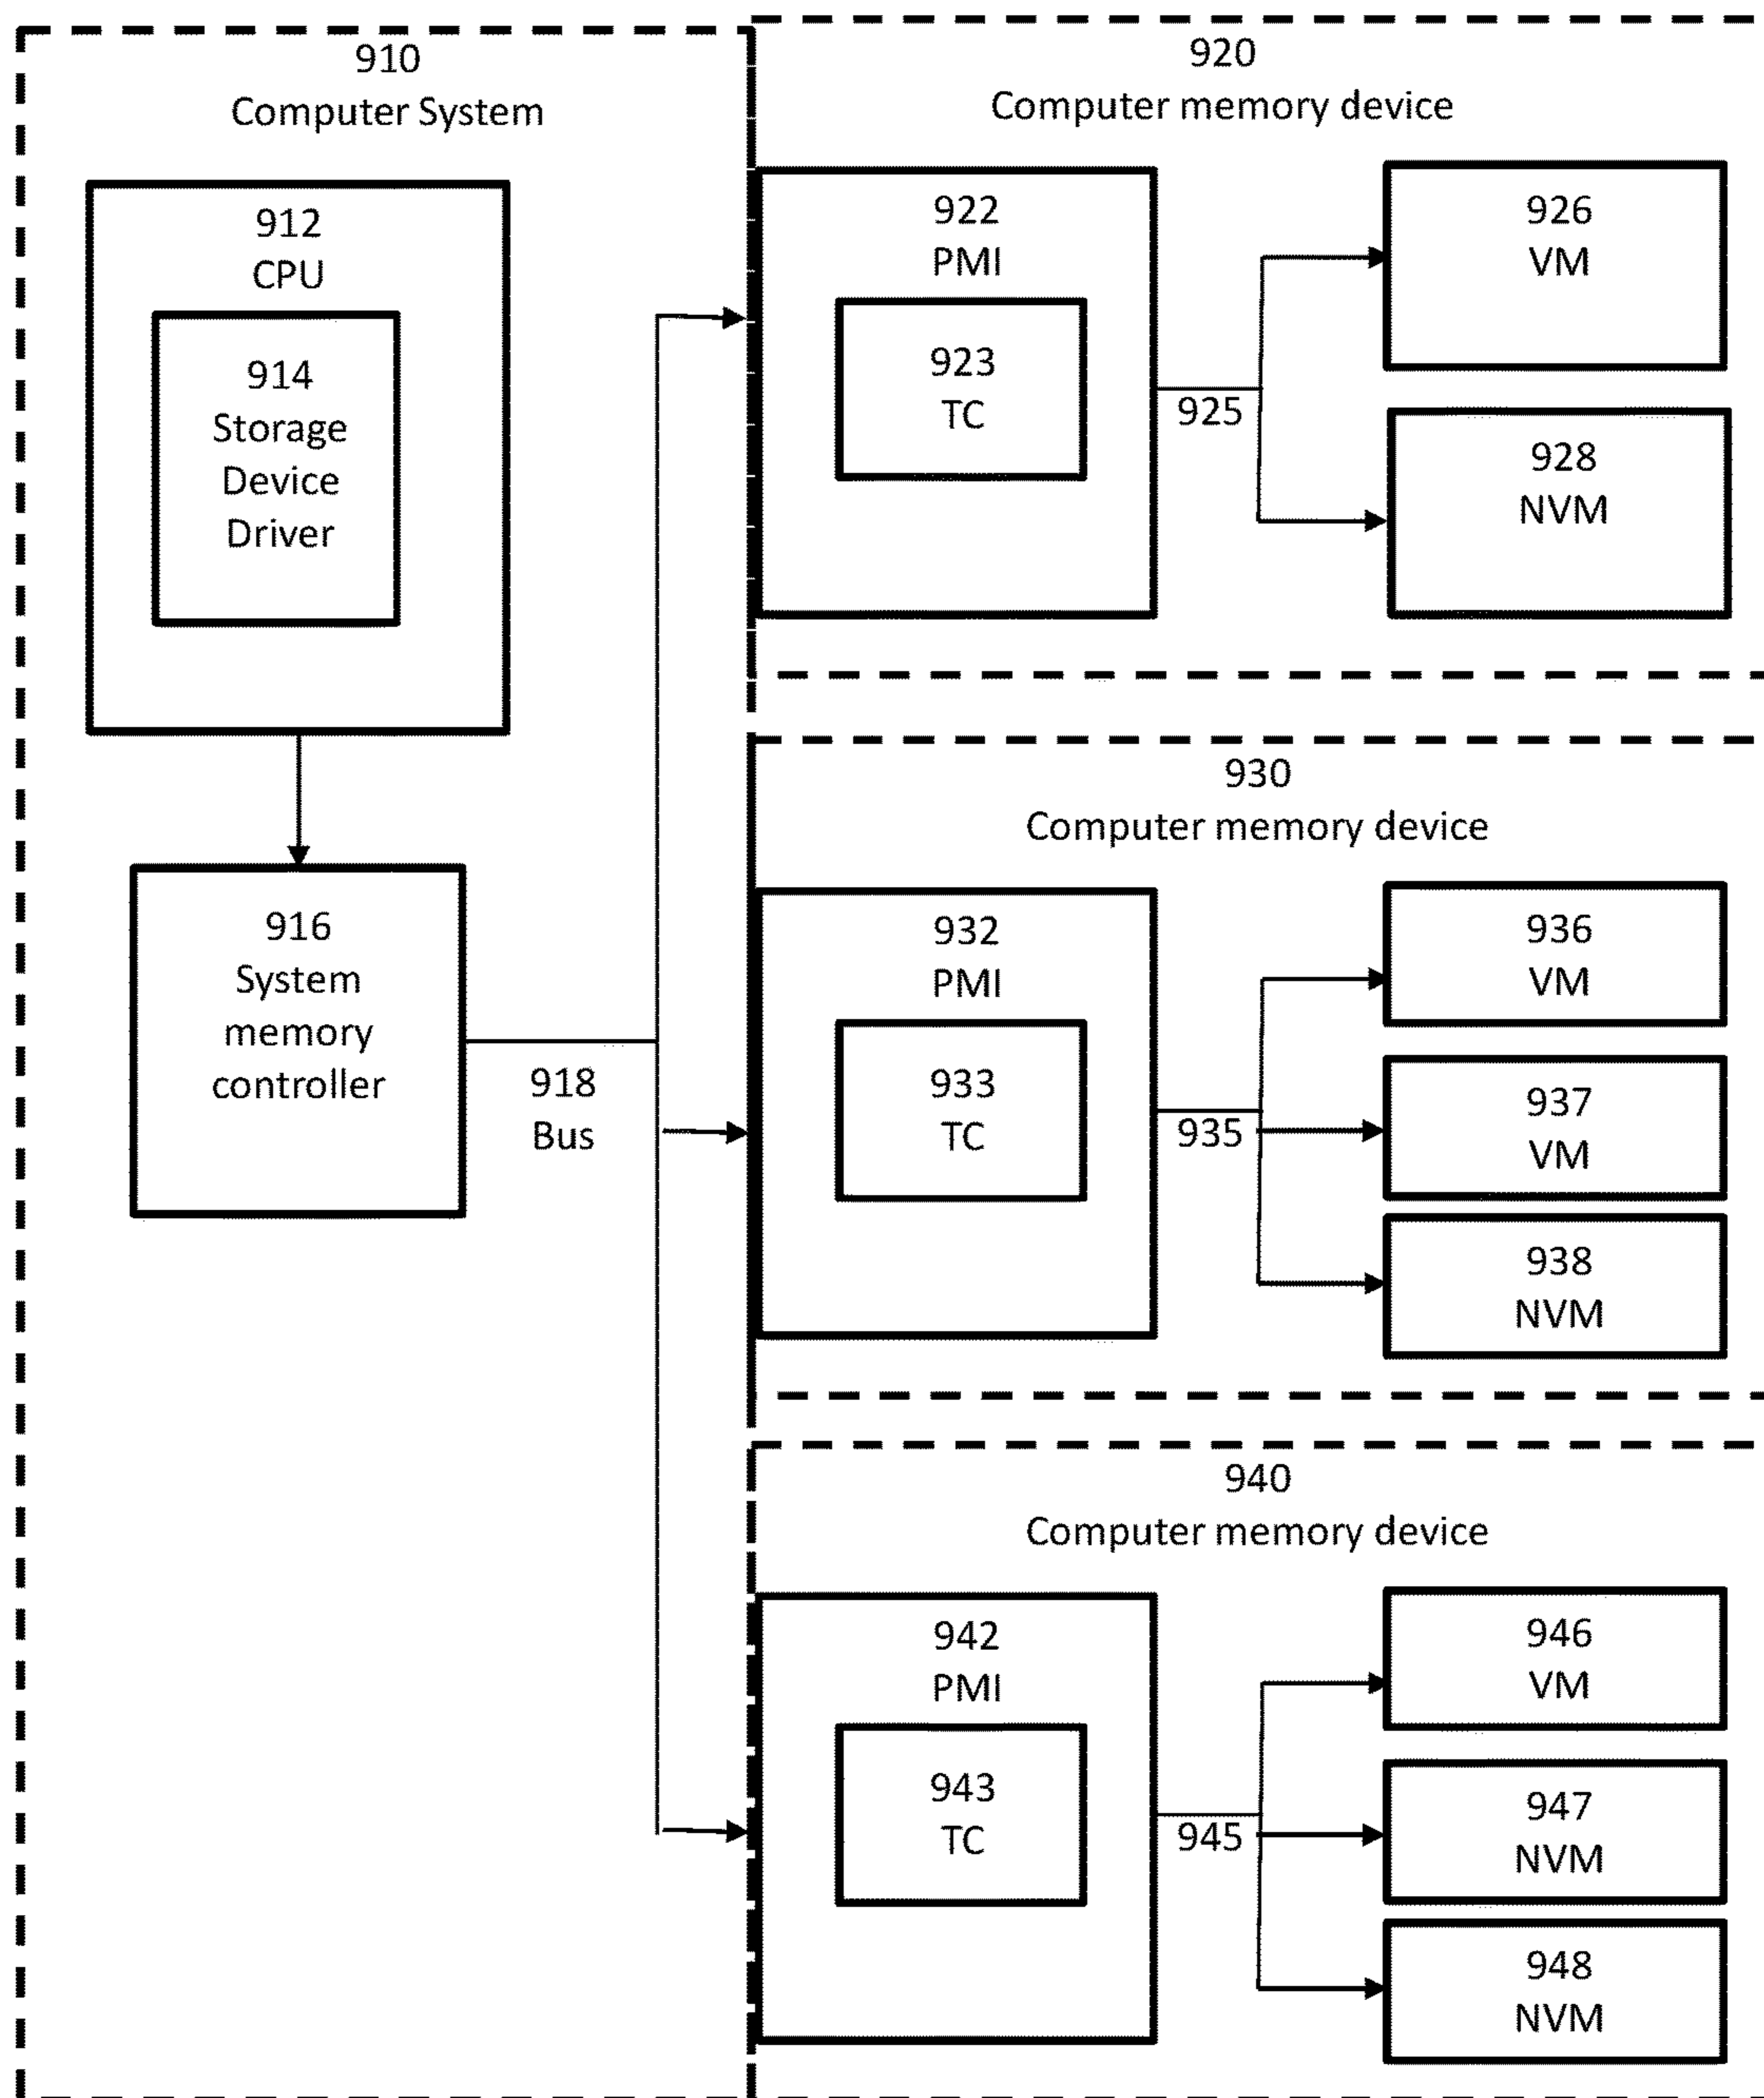 910
Computer System
912
CPU
914
Storage
Device
Driver
916
System
memory
controller
918
Bus
920
Computer memory device
922
PMI
923
TC
925
926
VM
928
NVM
930
Computer memory device
932
PMI
933
TC
935
936
VM
937
VM
938
NVM
940
Computer memory device
942
PMI
943
TC
945
946
VM
947
NVM
948
NVM